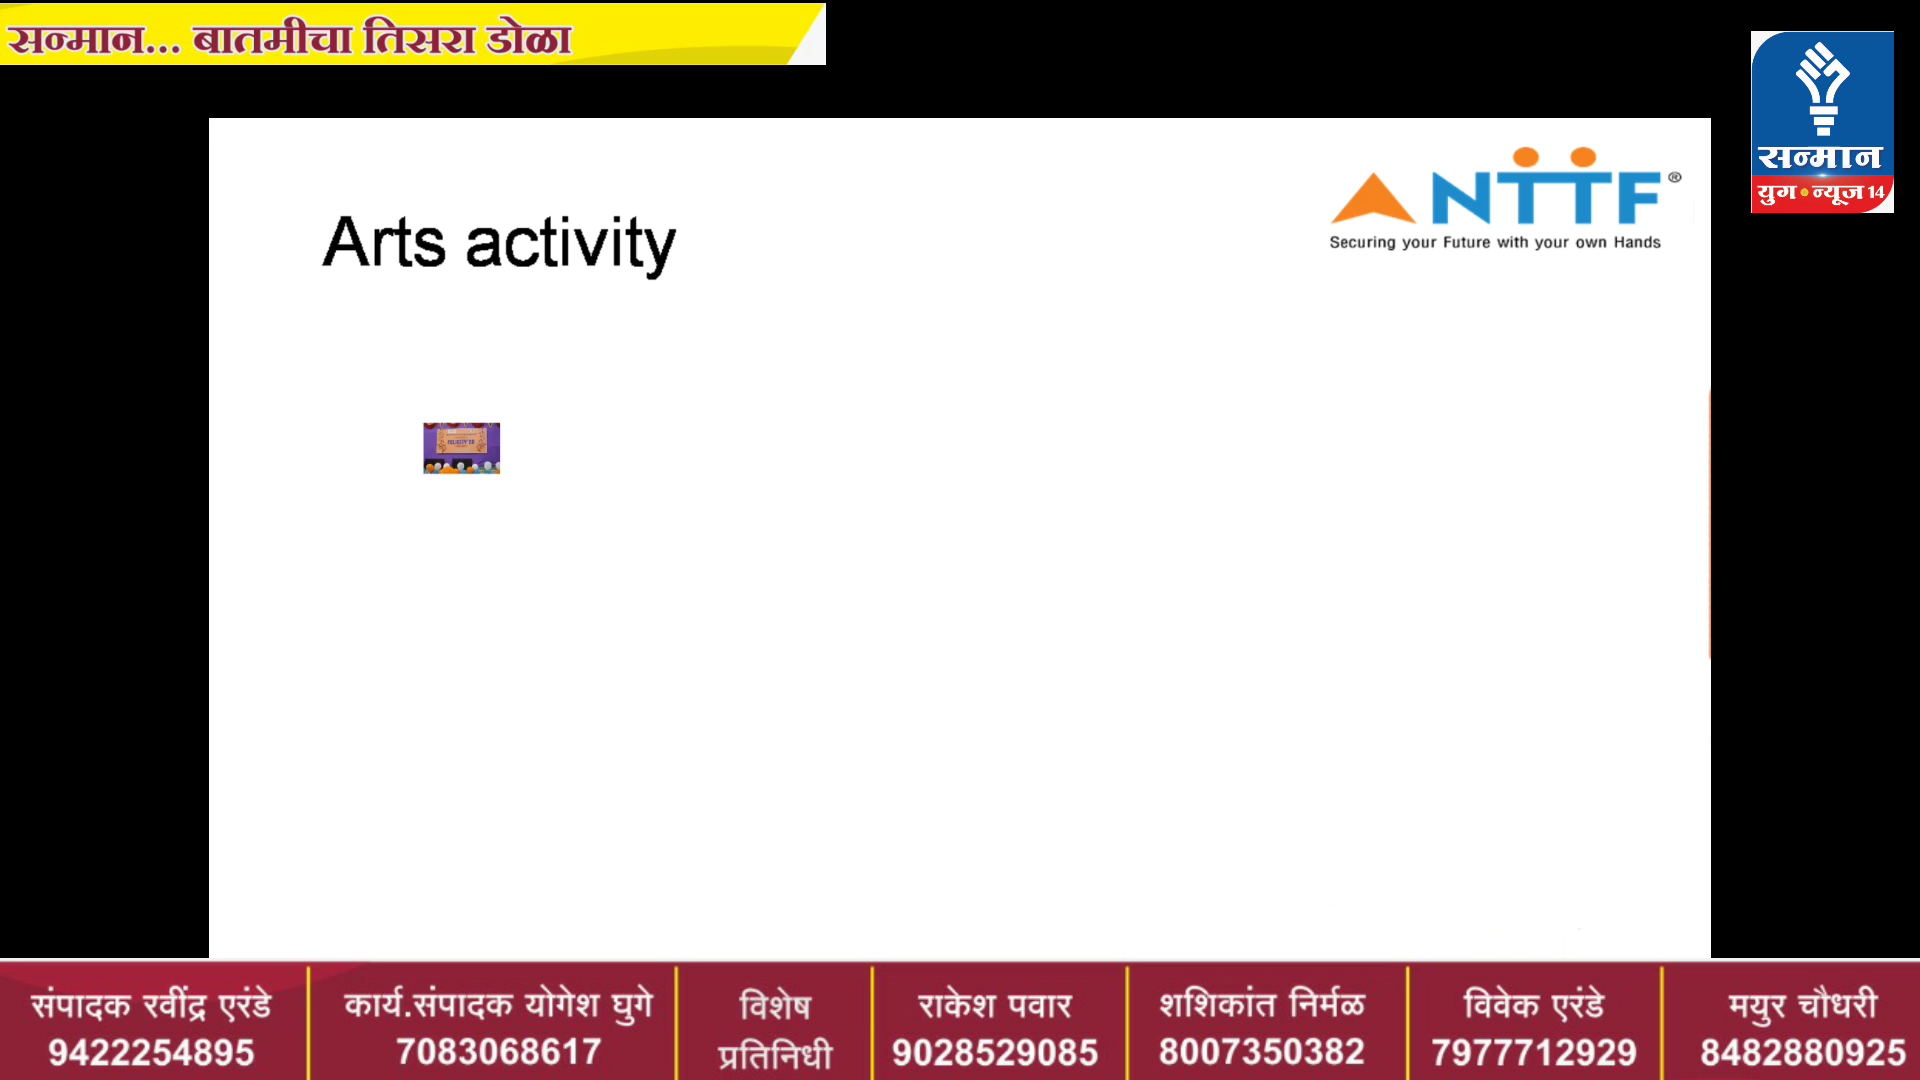 सन्मान... बातमीचा तिसरा डोळा
सन्मान
युग•न्यूज 14
NTTF®
Securing your Future with your own Hands
Arts activity
संपादक रवींद्र एरंडे
9422254895
कार्य.संपादक योगेश घुगे
7083068617
विशेष
प्रतिनिधी
राकेश पवार
9028529085
शशिकांत निर्मळ
8007350382
विवेक एरंडे
7977712929
मयुर चौधरी
8482880925